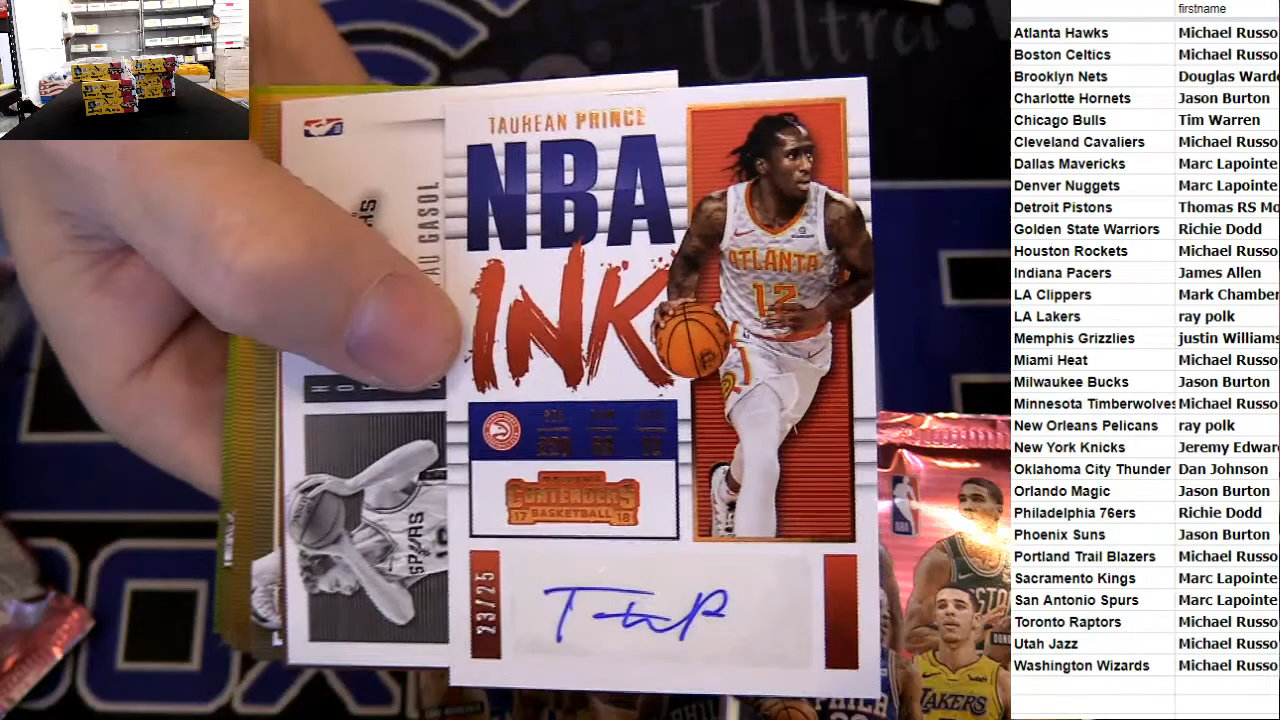 TAUREAN PRINCE
NBA
INK
ATLANTA
12
CONTENDERS
17 BASKETBALL 18
23/25
GASOL
SPURS
NBA
LAKERS
PHILA
firstname
Atlanta Hawks Michael Russo
Boston Celtics Michael Russo
Brooklyn Nets Douglas Ward
Charlotte Hornets Jason Burton
Chicago Bulls Tim Warren
Cleveland Cavaliers Michael Russo
Dallas Mavericks Marc Lapointe
Denver Nuggets Marc Lapointe
Detroit Pistons Thomas RS Mc
Golden State Warriors Richie Dodd
Houston Rockets Michael Russo
Indiana Pacers James Allen
LA Clippers Mark Chamber
LA Lakers ray polk
Memphis Grizzlies justin William
Miami Heat Michael Russo
Milwaukee Bucks Jason Burton
Minnesota Timberwolves Michael Russo
New Orleans Pelicans ray polk
New York Knicks Jeremy Edwar
Oklahoma City Thunder Dan Johnson
Orlando Magic Jason Burton
Philadelphia 76ers Richie Dodd
Phoenix Suns Jason Burton
Portland Trail Blazers Michael Russo
Sacramento Kings Marc Lapointe
San Antonio Spurs Marc Lapointe
Toronto Raptors Michael Russo
Utah Jazz Michael Russo
Washington Wizards Michael Russo